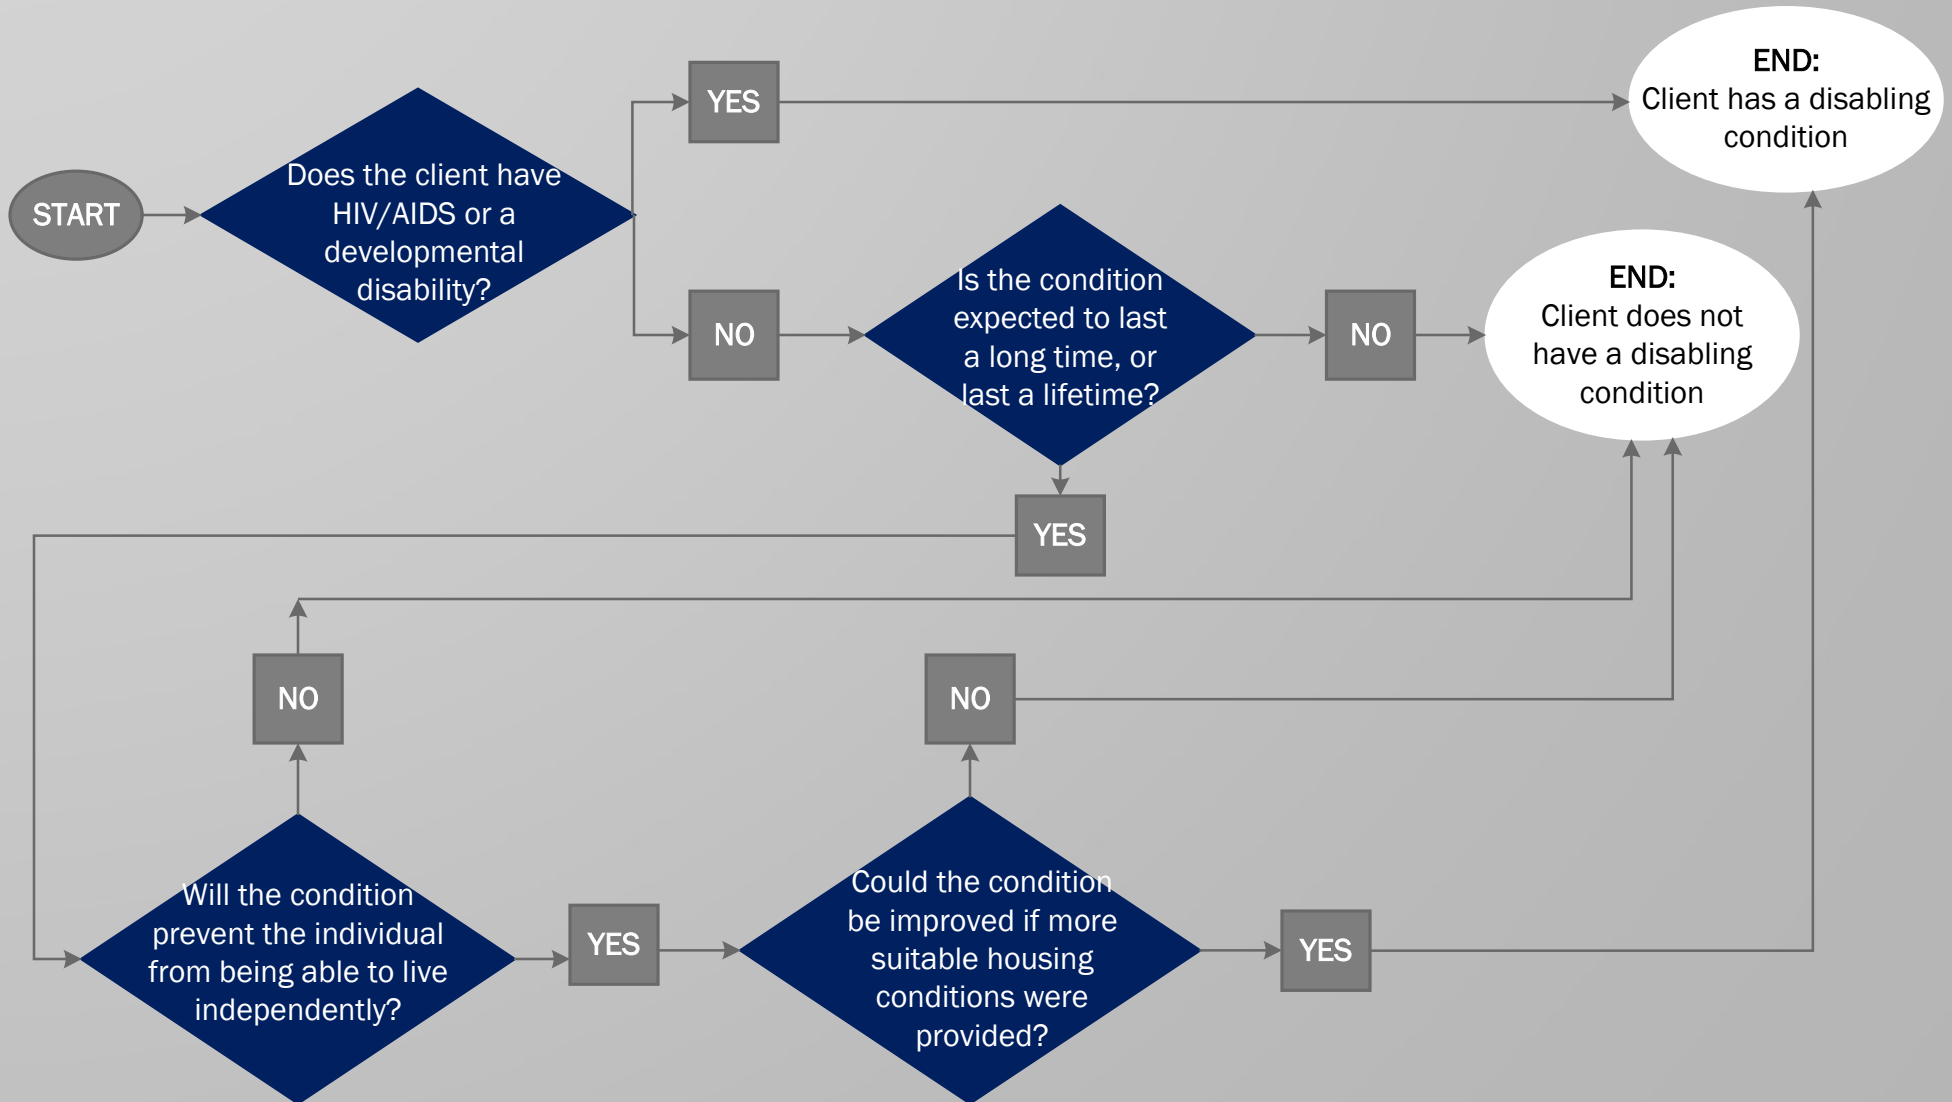 START
Does the client have
HIV/AIDS or a
developmental
disability?
YES
END:
Client has a disabling
condition
NO
Is the condition
expected to last
a long time, or
last a lifetime?
NO
END:
Client does not
have a disabling
condition
YES
NO
NO
Will the condition
prevent the individual
from being able to live
independently?
YES
Could the condition
be improved if more
suitable housing
conditions were
provided?
YES